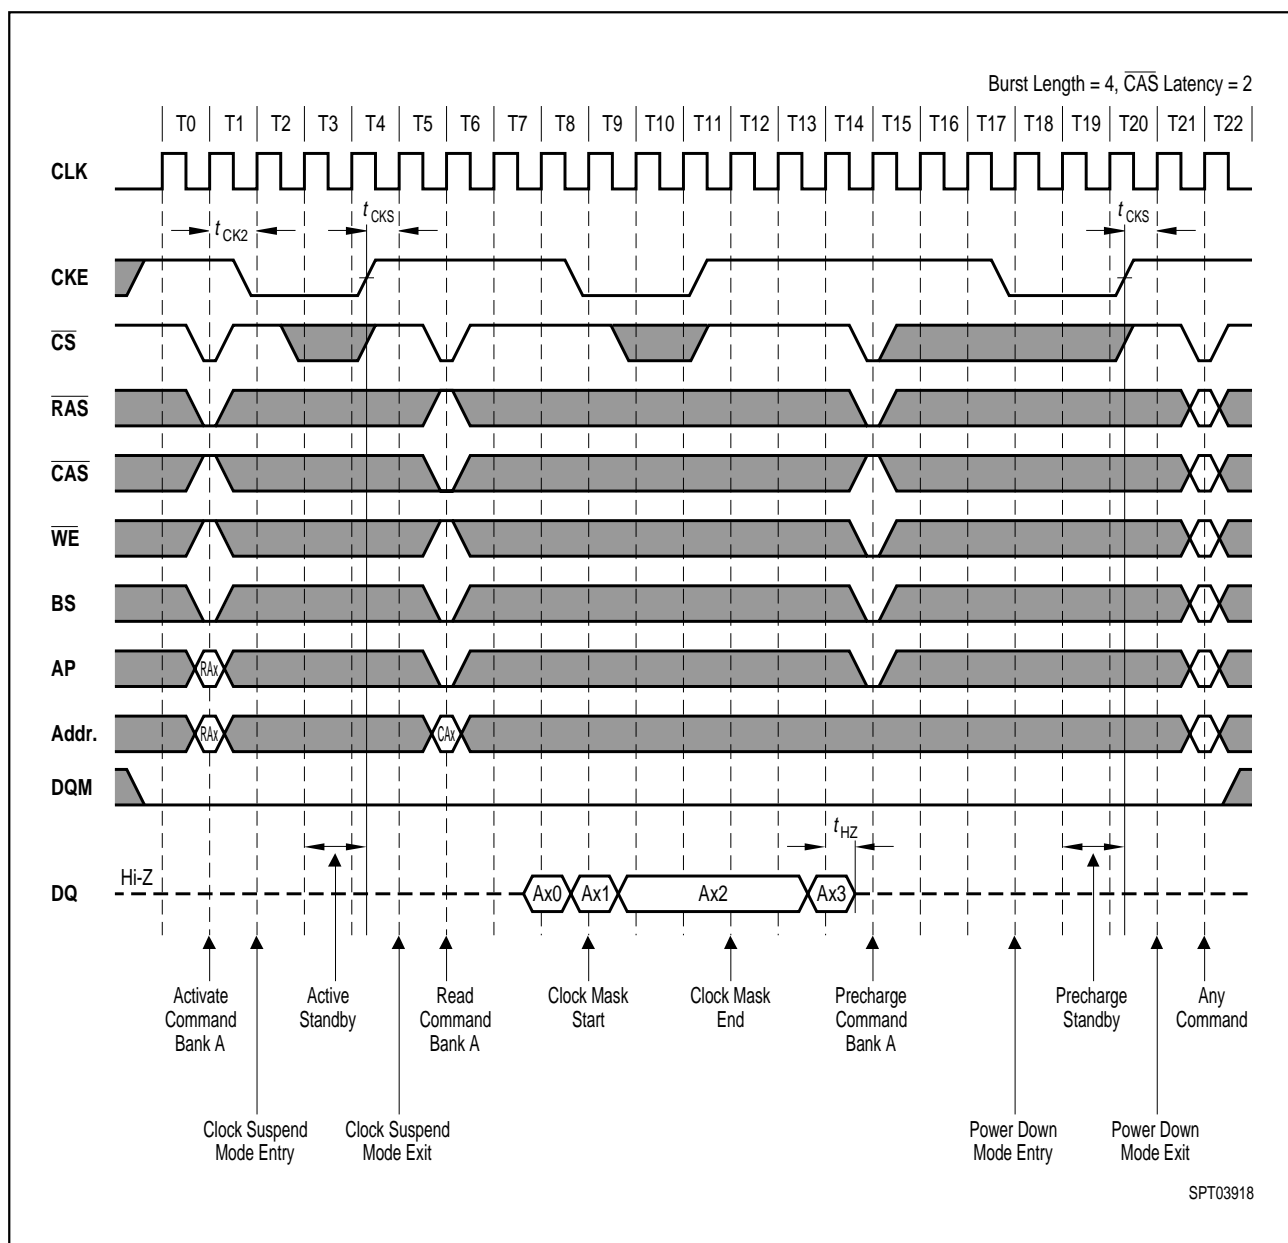 Burst Length = 4, CAS Latency = 2
T0 T1 T2 T3 T4 T5 T6 T7 T8 T9 T10 T11 T12 T13 T14 T15 T16 T17 T18 T19 T20 T21 T22
CLK
t CK2
t CKS
t CKS
CKE
CS
RAS
CAS
WE
BS
AP
RAx
Addr.
RAx
CAx
DQM
t HZ
DQ
Hi-Z
Ax0
Ax1
Ax2
Ax3
Activate
Command
Bank A
Active
Standby
Read
Command
Bank A
Clock Mask
Start
Clock Mask
End
Precharge
Command
Bank A
Precharge
Standby
Any
Command
Clock Suspend
Mode Entry
Clock Suspend
Mode Exit
Power Down
Mode Entry
Power Down
Mode Exit
SPT03918